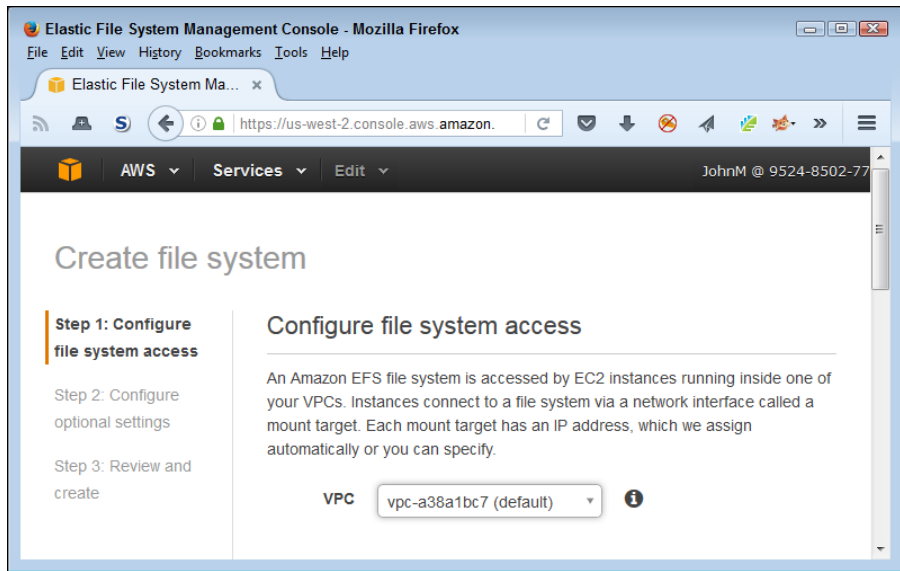 Elastic File System Management Console - Mozilla Firefox
File Edit View History Bookmarks Tools Help
Elastic File System Ma... ×
S) https://us-west-2.console.aws.amazon.
AWS Services Edit JohnM @ 9524-8502-77
Create file system
Step 1: Configure
file system access
Step 2: Configure
optional settings
Step 3: Review and
create
Configure file system access
An Amazon EFS file system is accessed by EC2 instances running inside one of
your VPCs. Instances connect to a file system via a network interface called a
mount target. Each mount target has an IP address, which we assign
automatically or you can specify.
VPC vpc-a38a1bc7 (default)